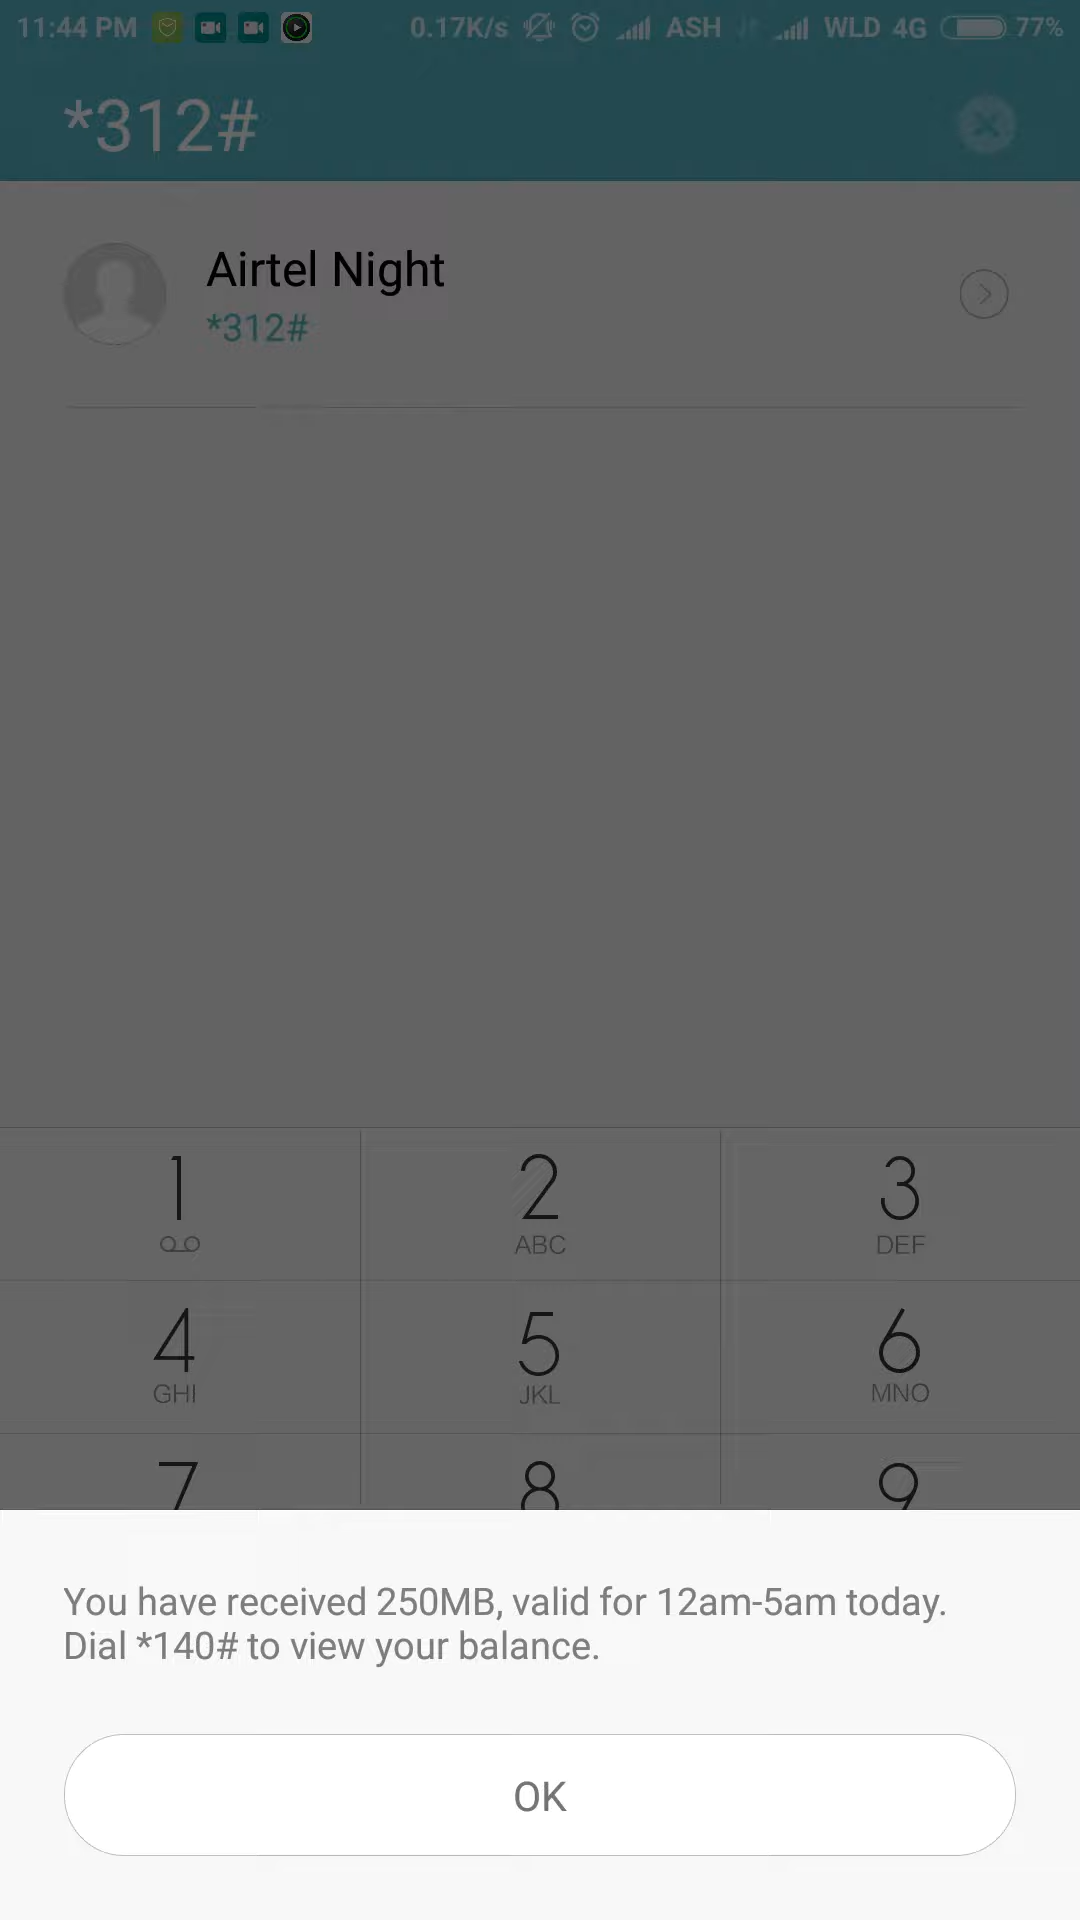 11:44 PM 0.17K/s ASH WLD 4G 77%
*312#
Airtel Night
*312#
1 2 3
ABC DEF
4 5 6
GHI JKL MNO
7 8 9
You have received 250MB, valid for 12am-5am today.
Dial *140# to view your balance.
OK